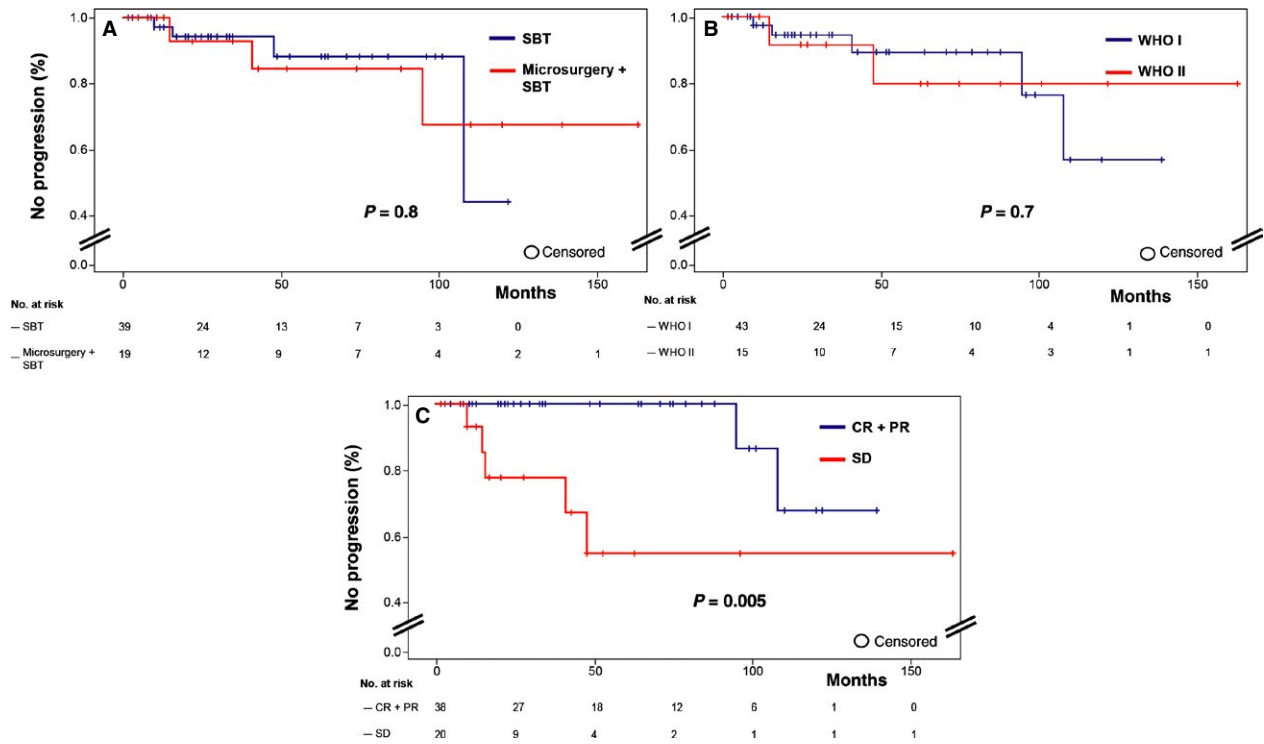 A
No progression (%)
1.0
0.8
0.6
0.4
0.0
SBT
Microsurgery +
SBT
P = 0.8
Censored
0 50 100 150
Months
No. at risk
SBT 39 24 13 7 3 0
Microsurgery +
SBT
19 12 9 7 4 2 1
B
No progression (%)
1.0
0.8
0.6
0.4
0.0
WHO I
WHO II
P = 0.7
Censored
0 50 100 150
Months
No. at risk
WHO I 43 24 15 10 4 1 0
WHO II 15 10 7 4 3 1 1
C
No progression (%)
1.0
0.8
0.6
0.4
0.0
CR + PR
SD
P = 0.005
Censored
0 50 100 150
Months
No. at risk
CR + PR 38 27 18 12 6 1 0
SD 20 9 4 2 1 1 1